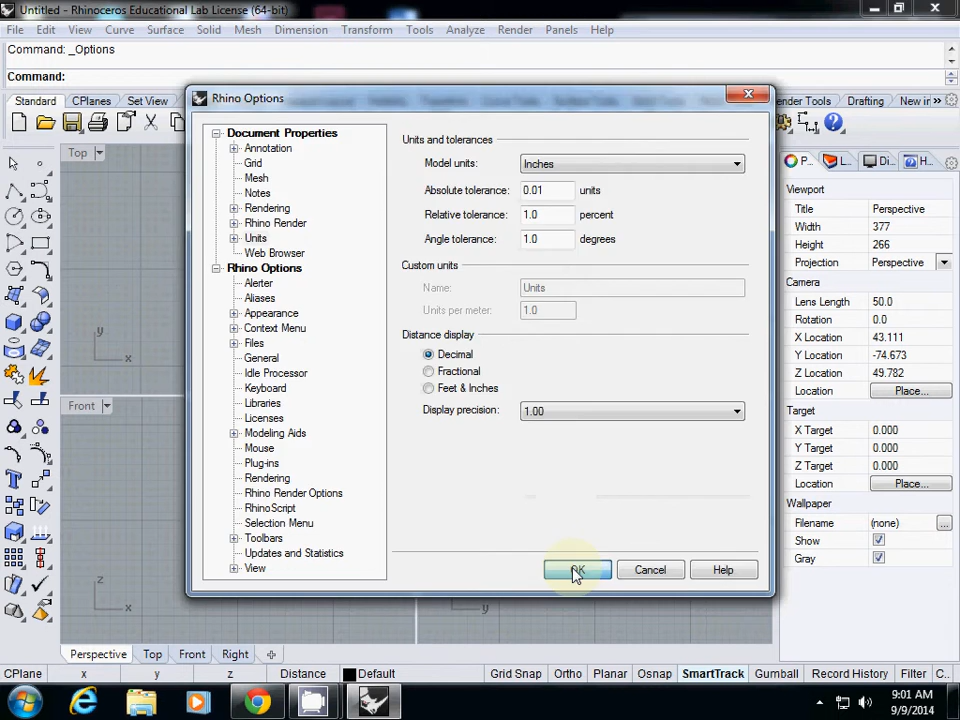 Untitled - Rhinoceros Educational Lab License (64-bit)
File Edit View Curve Surface Solid Mesh Dimension Transform Tools Analyze Render Panels Help
Command: _Options
Command:
Standard CPlanes Set View
nder Tools Drafting New in »
Rhino Options
Top
Document Properties
Annotation
Grid
Mesh
Notes
Rendering
Rhino Render
Units
Web Browser
Rhino Options
Alerter
Aliases
Appearance
Context Menu
Files
General
Idle Processor
Keyboard
Libraries
Licenses
Modeling Aids
Mouse
Plug-ins
Rendering
Rhino Render Options
RhinoScript
Selection Menu
Toolbars
Updates and Statistics
View
Units and tolerances
Model units: Inches
Absolute tolerance: 0.01 units
Relative tolerance: 1.0 percent
Angle tolerance: 1.0 degrees
Custom units
Name: Units
Units per meter: 1.0
Distance display
Decimal
Fractional
Feet & Inches
Display precision: 1.00
OK Cancel Help
P... L... Di... H...
Viewport
Title Perspective
Width 377
Height 266
Projection Perspective
Camera
Lens Length 50.0
Rotation 0.0
X Location 43.111
Y Location -74.673
Z Location 49.782
Location Place...
Target
X Target 0.000
Y Target 0.000
Z Target 0.000
Location Place...
Wallpaper
Filename (none) ...
Show
Gray
y
x
Front
z
x
y
Perspective Top Front Right
CPlane x y z Distance Default Grid Snap Ortho Planar Osnap SmartTrack Gumball Record History Filter C..
9:01 AM
9/9/2014